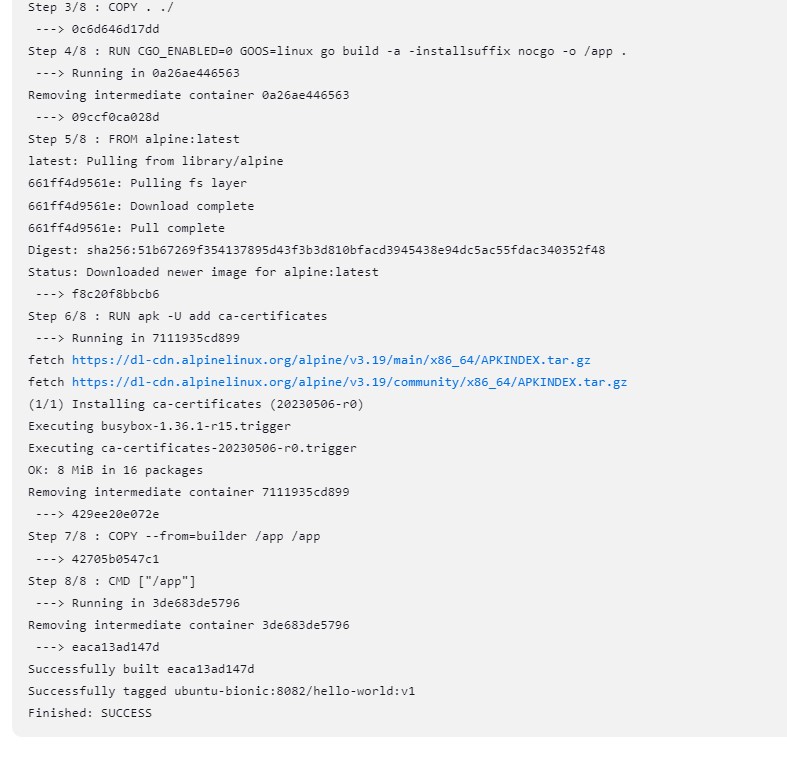 Step 3/8 : COPY . ./
 ---> 0c6d646d17dd
Step 4/8 : RUN CGO_ENABLED=0 GOOS=linux go build -a -installsuffix nocgo -o /app .
 ---> Running in 0a26ae446563
Removing intermediate container 0a26ae446563
 ---> 09ccf0ca028d
Step 5/8 : FROM alpine:latest
latest: Pulling from library/alpine
661ff4d9561e: Pulling fs layer
661ff4d9561e: Download complete
661ff4d9561e: Pull complete
Digest: sha256:51b67269f354137895d43f3b3d810bfacd3945438e94dc5ac55fdac340352f48
Status: Downloaded newer image for alpine:latest
 ---> f8c20f8bbcb6
Step 6/8 : RUN apk -U add ca-certificates
 ---> Running in 7111935cd899
fetch https://dl-cdn.alpinelinux.org/alpine/v3.19/main/x86_64/APKINDEX.tar.gz
fetch https://dl-cdn.alpinelinux.org/alpine/v3.19/community/x86_64/APKINDEX.tar.gz
(1/1) Installing ca-certificates (20230506-r0)
Executing busybox-1.36.1-r15.trigger
Executing ca-certificates-20230506-r0.trigger
OK: 8 MiB in 16 packages
Removing intermediate container 7111935cd899
 ---> 429ee20e072e
Step 7/8 : COPY --from=builder /app /app
 ---> 42705b0547c1
Step 8/8 : CMD ["/app"]
 ---> Running in 3de683de5796
Removing intermediate container 3de683de5796
 ---> eaca13ad147d
Successfully built eaca13ad147d
Successfully tagged ubuntu-bionic:8082/hello-world:v1
Finished: SUCCESS